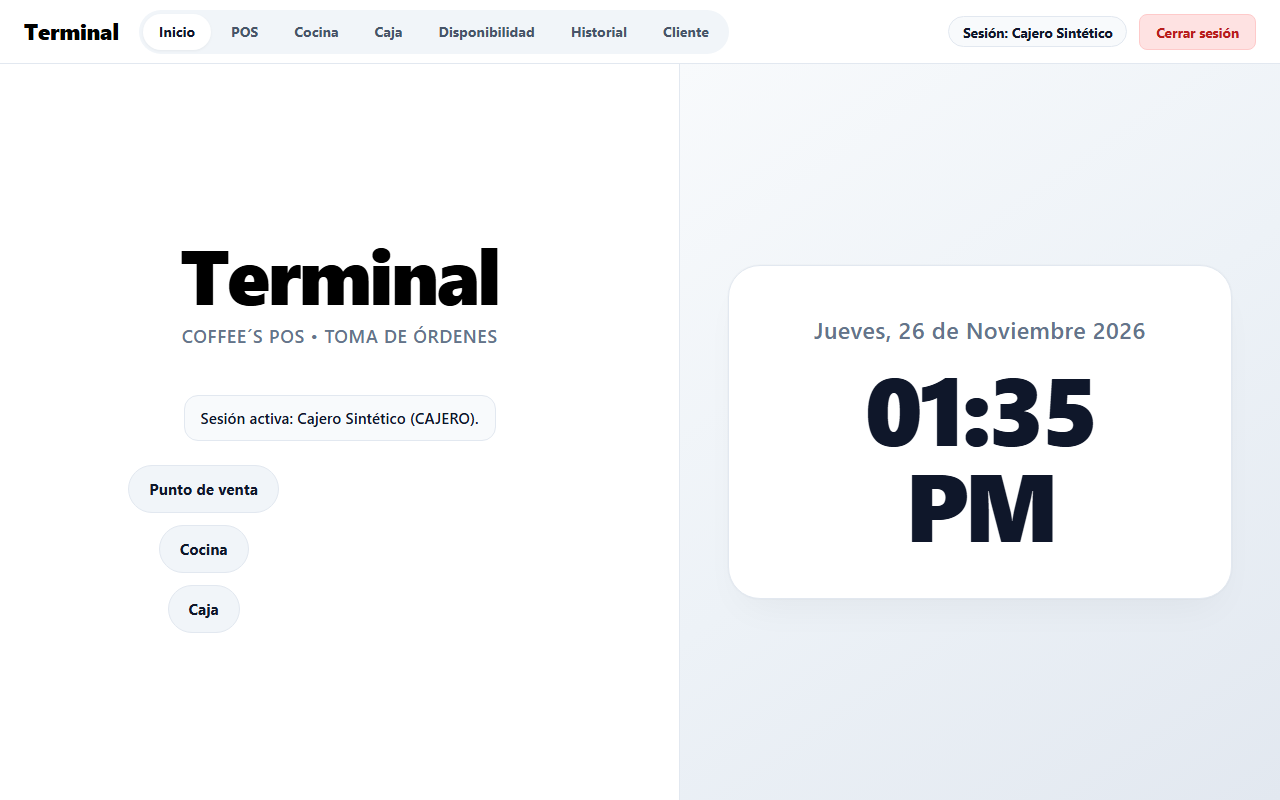 Terminal
Inicio
POS
Cocina
Caja
Disponibilidad
Historial
Cliente
Sesión: Cajero Sintético
Cerrar sesión
Terminal
COFFEE´S POS • TOMA DE ÓRDENES
Sesión activa: Cajero Sintético (CAJERO).
Punto de venta
Cocina
Caja
Jueves, 26 de Noviembre 2026
01:35
PM